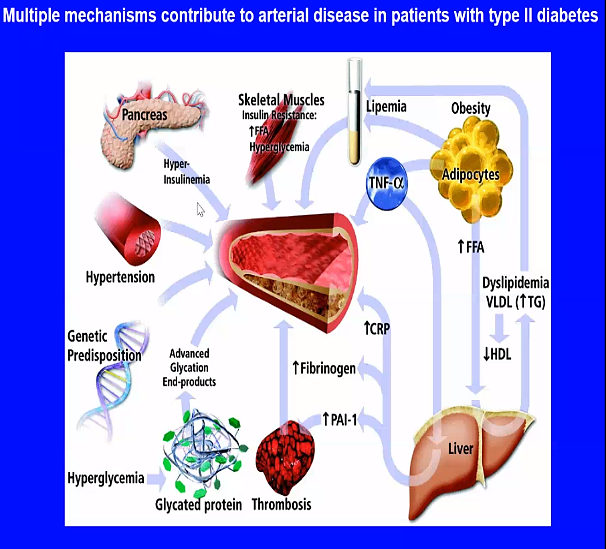 Multiple mechanisms contribute to arterial disease in patients with type II diabetes
Pancreas
Skeletal Muscles
Insulin Resistance:
↑FFA
Hyperglycemia
Lipemia
Obesity
Adipocytes
Hyper-
Insulinemia
TNF-α
Hypertension
↑FFA
Dyslipidemia
VLDL (↑TG)
↓HDL
↑CRP
Genetic
Predisposition
Advanced
Glycation
End-products
↑Fibrinogen
↑PAI-1
Liver
Hyperglycemia
Glycated protein
Thrombosis